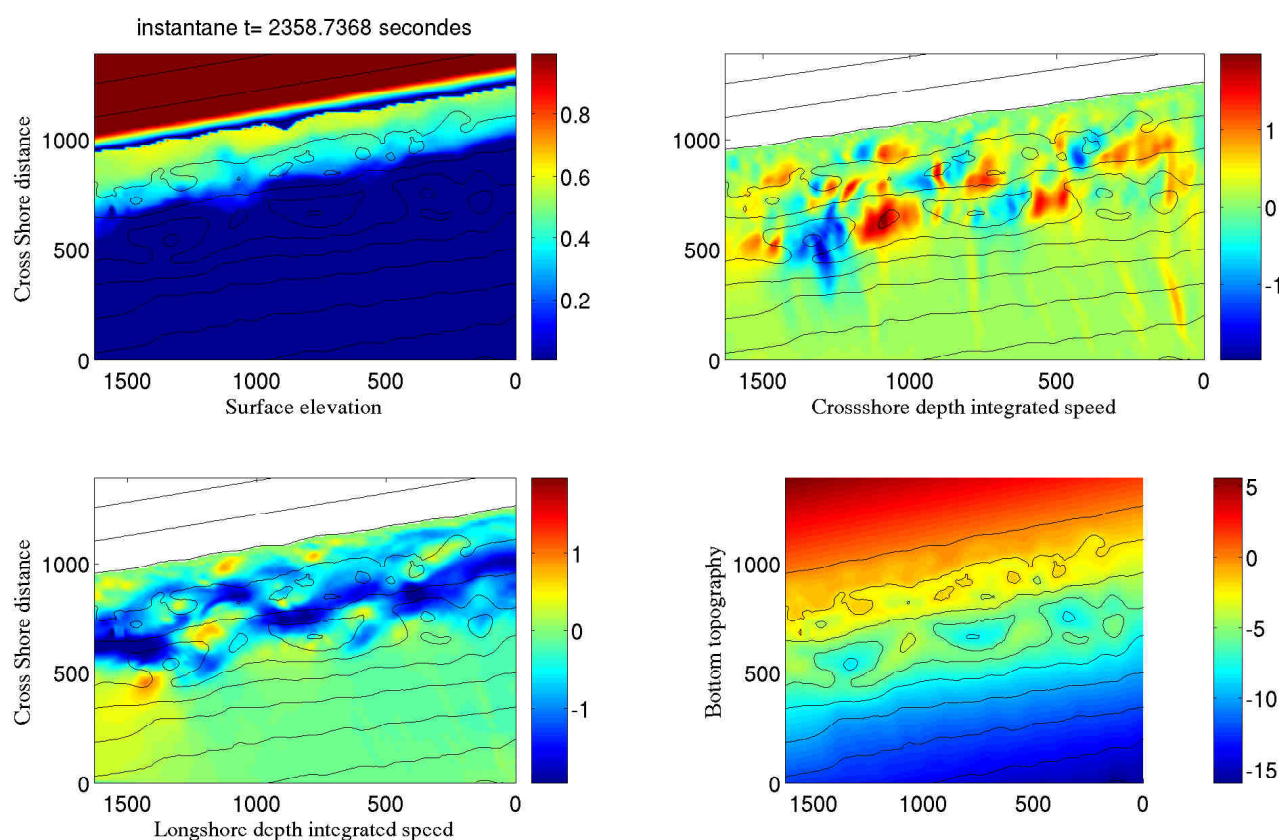 instantane t= 2358.7368 secondes
Cross Shore distance
1000
500
0
1500 1000 500 0
0.8
0.6
0.4
0.2
Surface elevation
1000
500
0
1500 1000 500 0
1
0
-1
Crossshore depth integrated speed
Cross Shore distance
1000
500
0
1500 1000 500 0
1
0
-1
Longshore depth integrated speed
Bottom topography
1000
500
0
1500 1000 500 0
5
0
-5
-10
-15